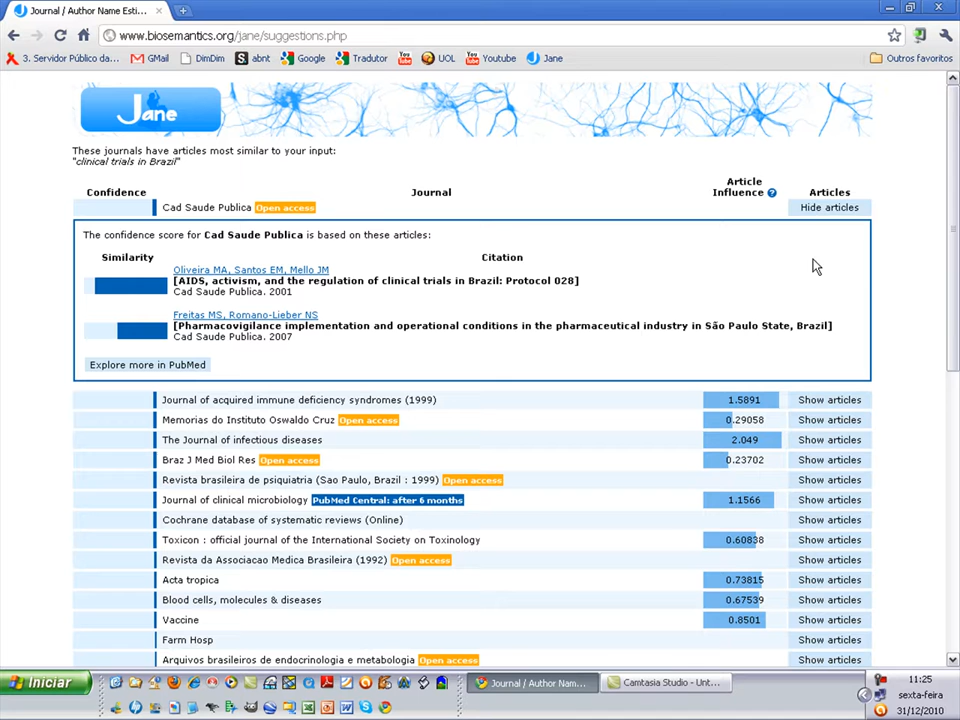 Journal / Author Name Esti...
www.biosemantics.org/jane/suggestions.php
3. Servidor Público da... GMail DimDim abnt Google Tradutor UOL Youtube Jane Outros favoritos
Jane
These journals have articles most similar to your input:
"clinical trials in Brazil"
Confidence Journal Article Influence Articles
Cad Saude Publica Open access Hide articles
The confidence score for Cad Saude Publica is based on these articles:
Similarity Citation
Oliveira MA, Santos EM, Mello JM
[AIDS, activism, and the regulation of clinical trials in Brazil: Protocol 028]
Cad Saude Publica. 2001
Freitas MS, Romano-Lieber NS
[Pharmacovigilance implementation and operational conditions in the pharmaceutical industry in São Paulo State, Brazil]
Cad Saude Publica. 2007
Explore more in PubMed
Journal of acquired immune deficiency syndromes (1999) 1.5891 Show articles
Memorias do Instituto Oswaldo Cruz Open access 0.29058 Show articles
The Journal of infectious diseases 2.049 Show articles
Braz J Med Biol Res Open access 0.23702 Show articles
Revista brasileira de psiquiatria (Sao Paulo, Brazil : 1999) Open access Show articles
Journal of clinical microbiology PubMed Central: after 6 months 1.1566 Show articles
Cochrane database of systematic reviews (Online) Show articles
Toxicon : official journal of the International Society on Toxinology 0.60838 Show articles
Revista da Associacao Medica Brasileira (1992) Open access Show articles
Acta tropica 0.73815 Show articles
Blood cells, molecules & diseases 0.67539 Show articles
Vaccine 0.8501 Show articles
Farm Hosp Show articles
Arquivos brasileiros de endocrinologia e metabologia Open access Show articles
Iniciar Journal / Author Nam... Camtasia Studio - Unt... 11:25
sexta-feira
31/12/2010